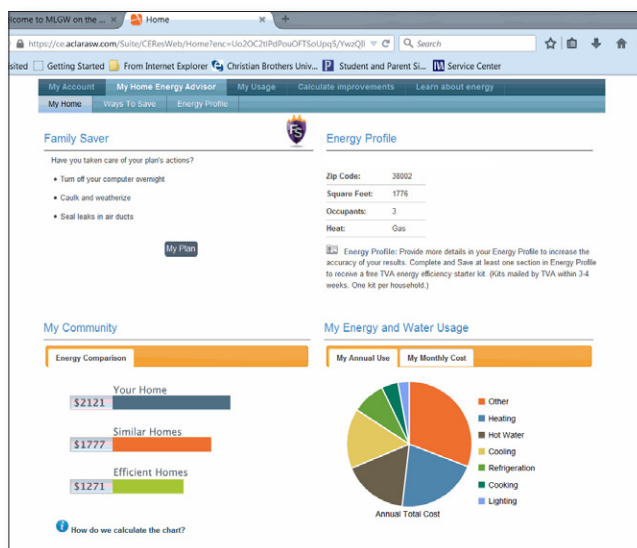 lcome to MLGW on the ...
Home
https://ce.aclarasw.com/Suite/CEResWeb/Home?enc=
Search
sited
Getting Started
From Internet Explorer
Christian Brothers Univ...
Student and Parent Si...
Service Center
My Account
My Home Energy Advisor
My Usage
Calculate improvements
Learn about energy
My Home
Ways To Save
Energy Profile
Family Saver
FS
Have you taken care of your plan's actions?
• Turn off your computer overnight
• Caulk and weatherize
• Seal leaks in air ducts
My Plan
Energy Profile
Zip Code: 38002
Square Feet: 1776
Occupants: 3
Heat: Gas
Energy Profile: Provide more details in your Energy Profile to increase the
accuracy of your results. Complete and Save at least one section in Energy Profile
to receive a free TVA energy efficiency starter kit. (Kits mailed by TVA within 3-4
weeks. One kit per household.)
My Community
Energy Comparison
Your Home
$2121
Similar Homes
$1777
Efficient Homes
$1271
How do we calculate the chart?
My Energy and Water Usage
My Annual Use
My Monthly Cost
Other
Heating
Hot Water
Cooling
Refrigeration
Cooking
Lighting
Annual Total Cost